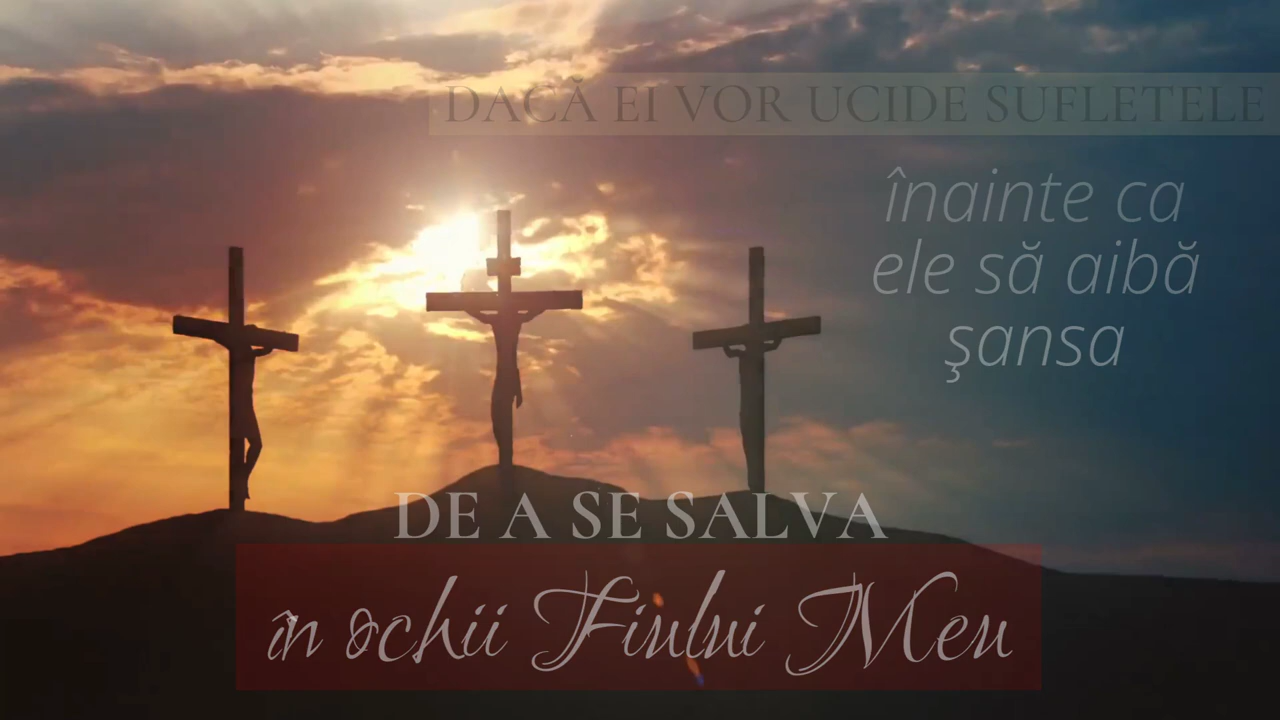 DACĂ EI VOR UCIDE SUFLETELE
înainte ca
ele să aibă
şansa
DE A SE SALVA
în ochii Fiului Meu